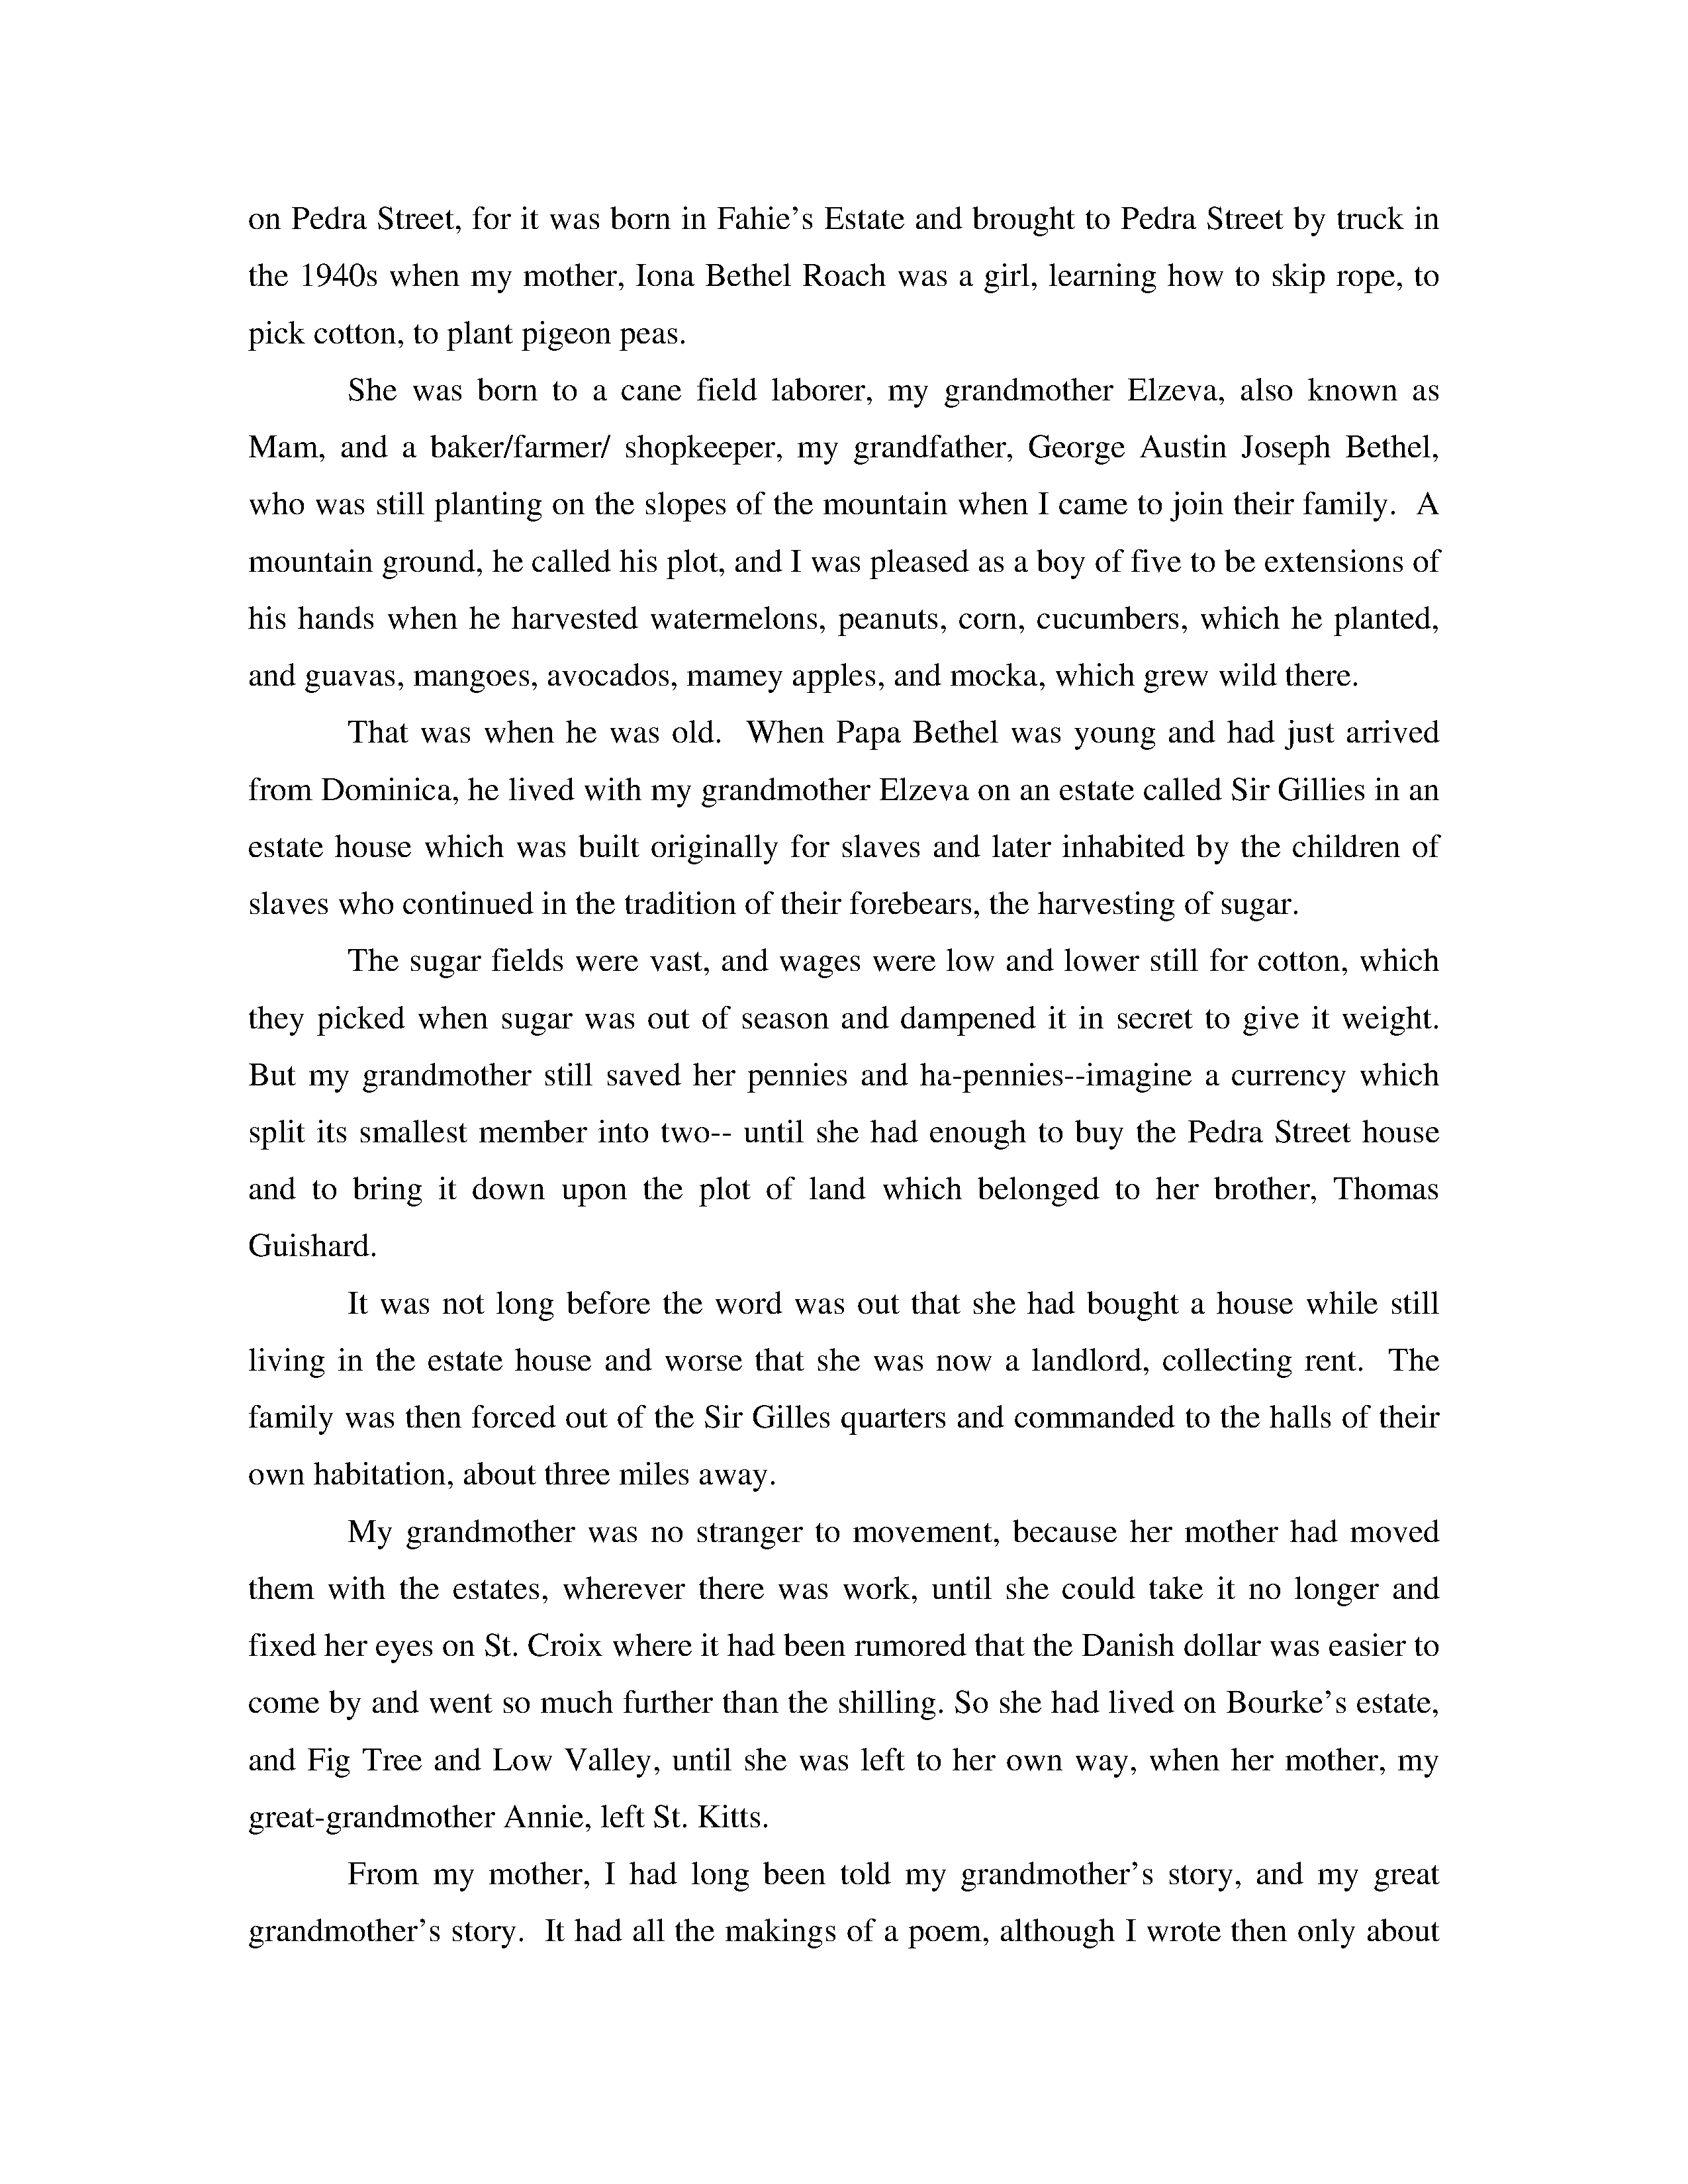 on Pedra Street, for it was born in Fahie’s Estate and brought to Pedra Street by truck in
the 1940s when my mother, Iona Bethel Roach was a girl, learning how to skip rope, to
pick cotton, to plant pigeon peas.
She was born to a cane field laborer, my grandmother Elzeva, also known as
Mam, and a baker/farmer/ shopkeeper, my grandfather, George Austin Joseph Bethel,
who was still planting on the slopes of the mountain when I came to join their family.  A
mountain ground, he called his plot, and I was pleased as a boy of five to be extensions of
his hands when he harvested watermelons, peanuts, corn, cucumbers, which he planted,
and guavas, mangoes, avocados, mamey apples, and mocka, which grew wild there.
That was when he was old.  When Papa Bethel was young and had just arrived
from Dominica, he lived with my grandmother Elzeva on an estate called Sir Gillies in an
estate house which was built originally for slaves and later inhabited by the children of
slaves who continued in the tradition of their forebears, the harvesting of sugar.
The sugar fields were vast, and wages were low and lower still for cotton, which
they picked when sugar was out of season and dampened it in secret to give it weight.
But my grandmother still saved her pennies and ha-pennies--imagine a currency which
split its smallest member into two-- until she had enough to buy the Pedra Street house
and to bring it down upon the plot of land which belonged to her brother, Thomas
Guishard.
It was not long before the word was out that she had bought a house while still
living in the estate house and worse that she was now a landlord, collecting rent.  The
family was then forced out of the Sir Gilles quarters and commanded to the halls of their
own habitation, about three miles away.
My grandmother was no stranger to movement, because her mother had moved
them with the estates, wherever there was work, until she could take it no longer and
fixed her eyes on St. Croix where it had been rumored that the Danish dollar was easier to
come by and went so much further than the shilling. So she had lived on Bourke’s estate,
and Fig Tree and Low Valley, until she was left to her own way, when her mother, my
great-grandmother Annie, left St. Kitts.
From my mother, I had long been told my grandmother’s story, and my great
grandmother’s story.  It had all the makings of a poem, although I wrote then only about